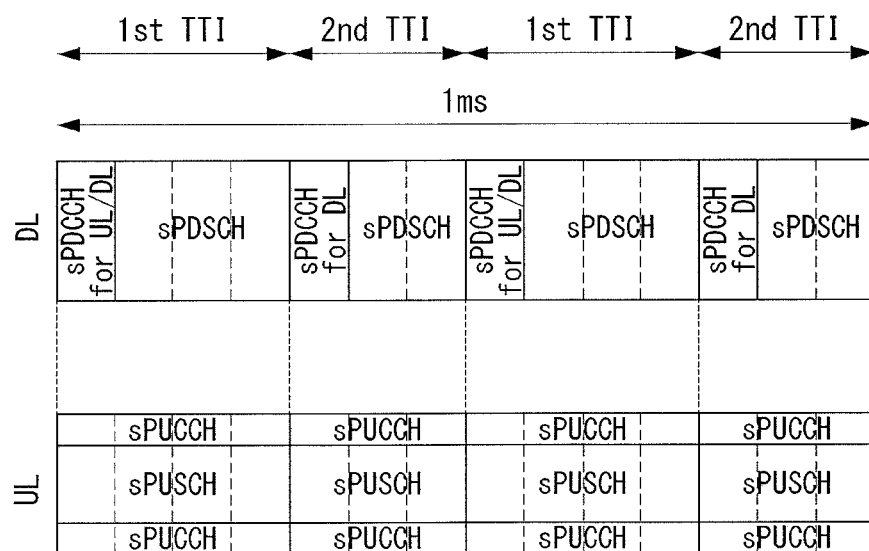 1st TTI 2nd TTI 1st TTI 2nd TTI
1ms
DL
sPDCCH
for UL/DL
sPDSCH
sPDCCH
for DL
sPDSCH
sPDCCH
for UL/DL
sPDSCH
sPDCCH
for DL
sPDSCH
UL
sPUCCH sPUCCH sPUCCH sPUCCH
sPUSCH sPUSCH sPUSCH sPUSCH
sPUCCH sPUCCH sPUCCH sPUCCH